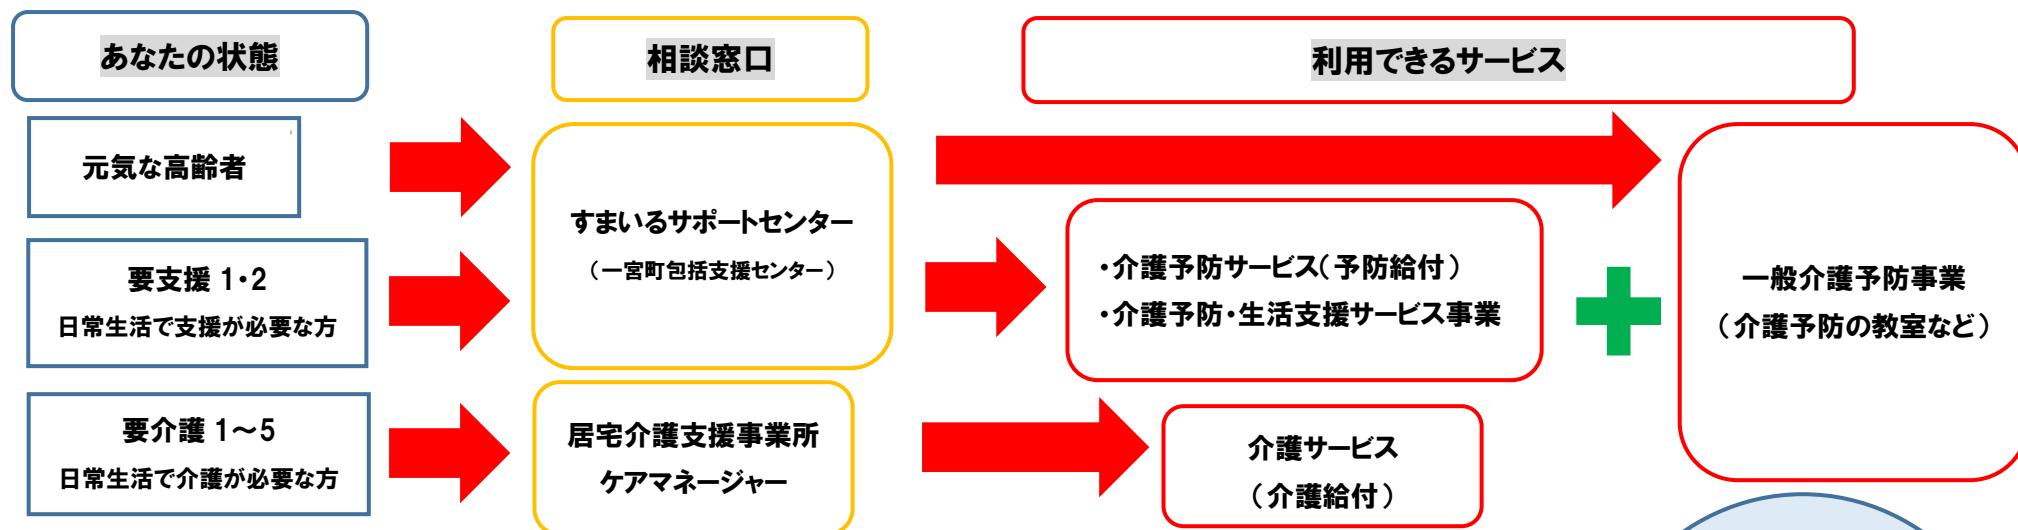 あなたの状態
相談窓口
利用できるサービス
元気な高齢者
すまいるサポートセンター
（一宮町包括支援センター）
要支援 1・2
日常生活で支援が必要な方
・介護予防サービス（予防給付）
・介護予防・生活支援サービス事業
一般介護予防事業
（介護予防の教室など）
要介護 1～5
日常生活で介護が必要な方
居宅介護支援事業所
ケアマネージャー
介護サービス
（介護給付）